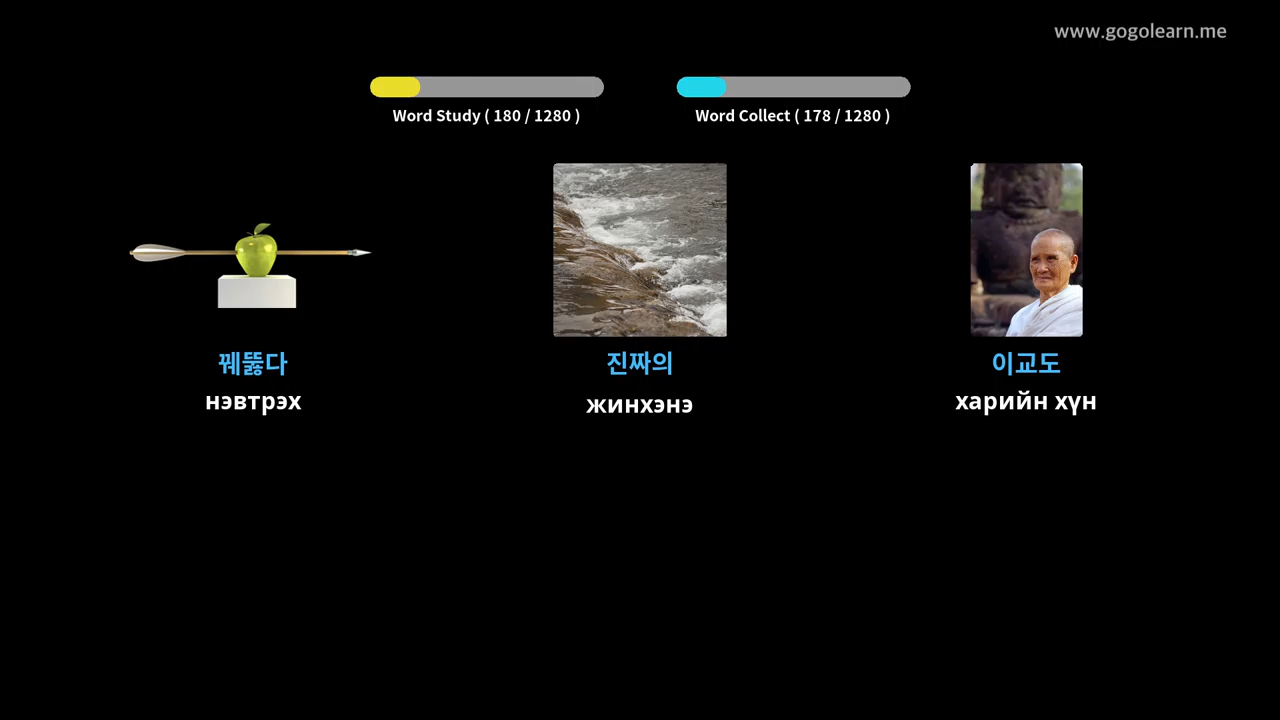 www.gogolearn.me
Word Study ( 180 / 1280 )
Word Collect ( 178 / 1280 )
꿰뚫다
нэвтрэх
진짜의
жинхэнэ
이교도
харийн хүн